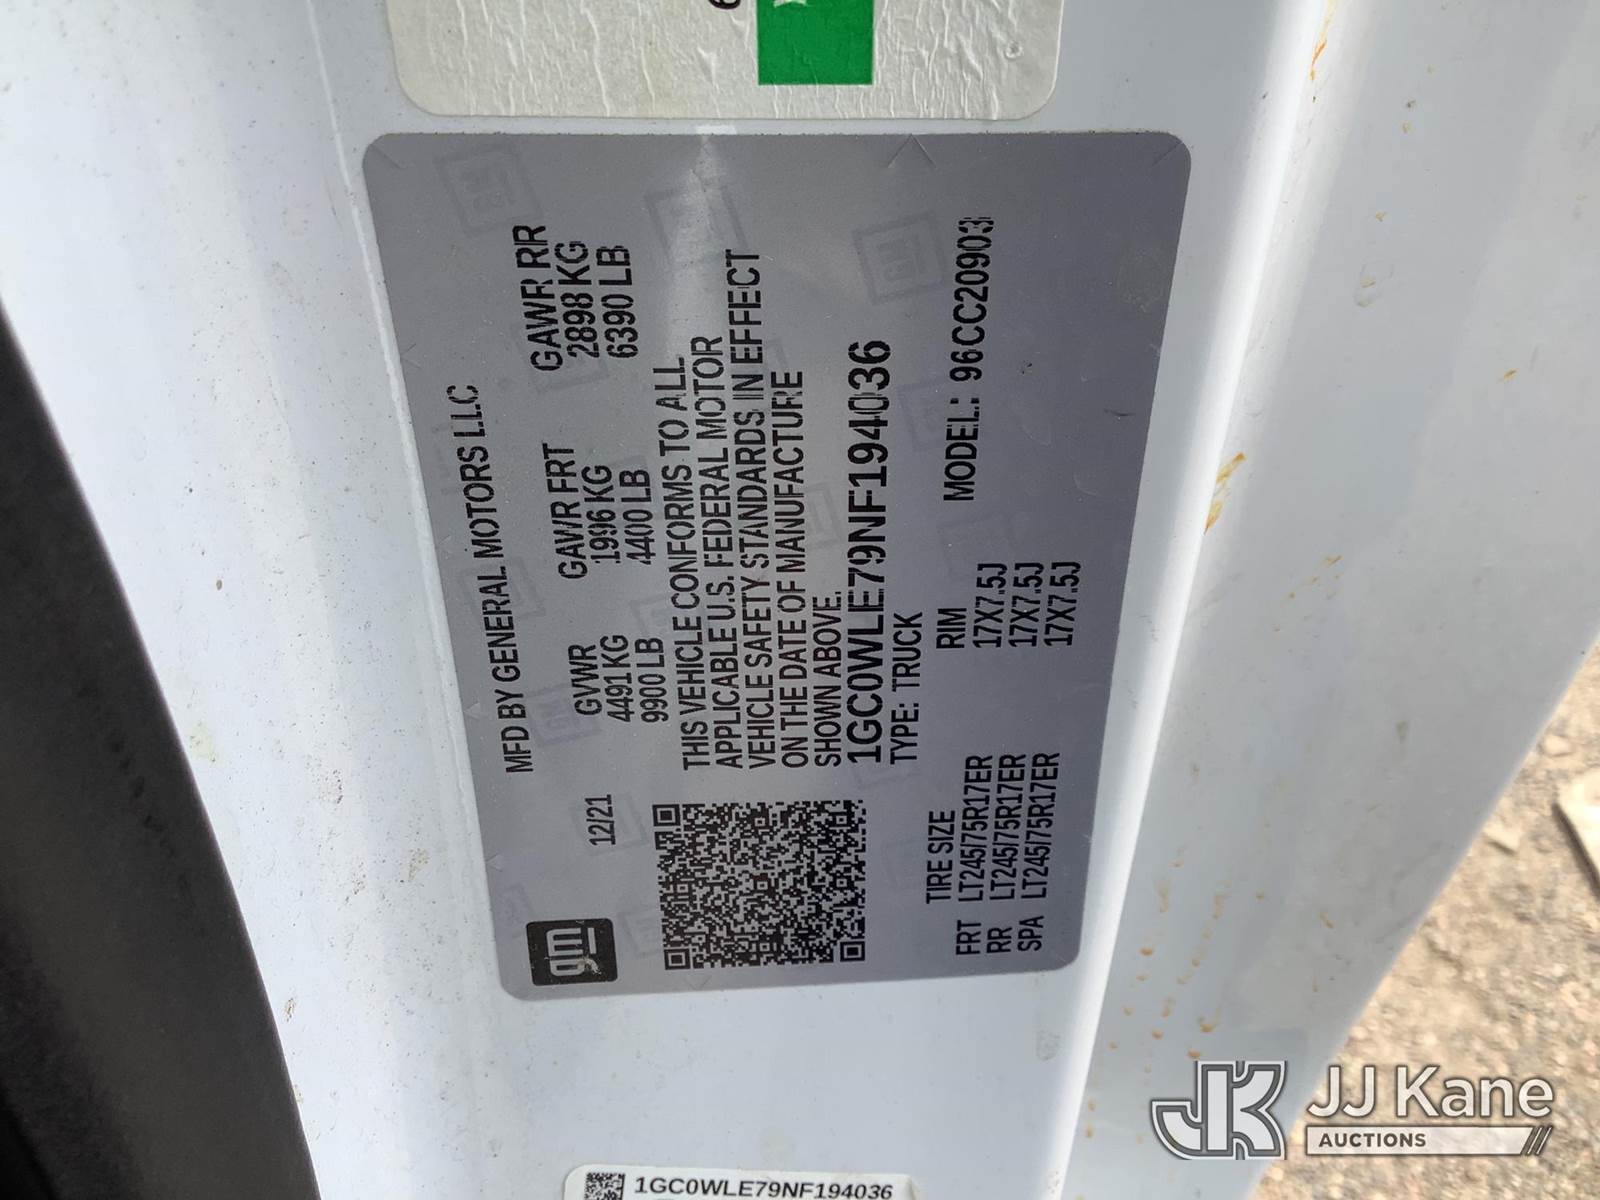 MFD BY GENERAL MOTORS LLC
gm
12/21 GVWR GAWR FRT GAWR RR
4491 KG 1996 KG 2898 KG
9900 LB 4400 LB 6390 LB
THIS VEHICLE CONFORMS TO ALL
APPLICABLE U.S. FEDERAL MOTOR
VEHICLE SAFETY STANDARDS IN EFFECT
ON THE DATE OF MANUFACTURE
SHOWN ABOVE.
1GC0WLE79NF194036
TYPE: TRUCK MODEL: 96CC20903
TIRE SIZE RIM
FRT LT245/75R17ER 17X7.5J
RR LT245/75R17ER 17X7.5J
SPA LT245/75R17ER 17X7.5J
1GC0WLE79NF194036
JK JJ Kane
AUCTIONS